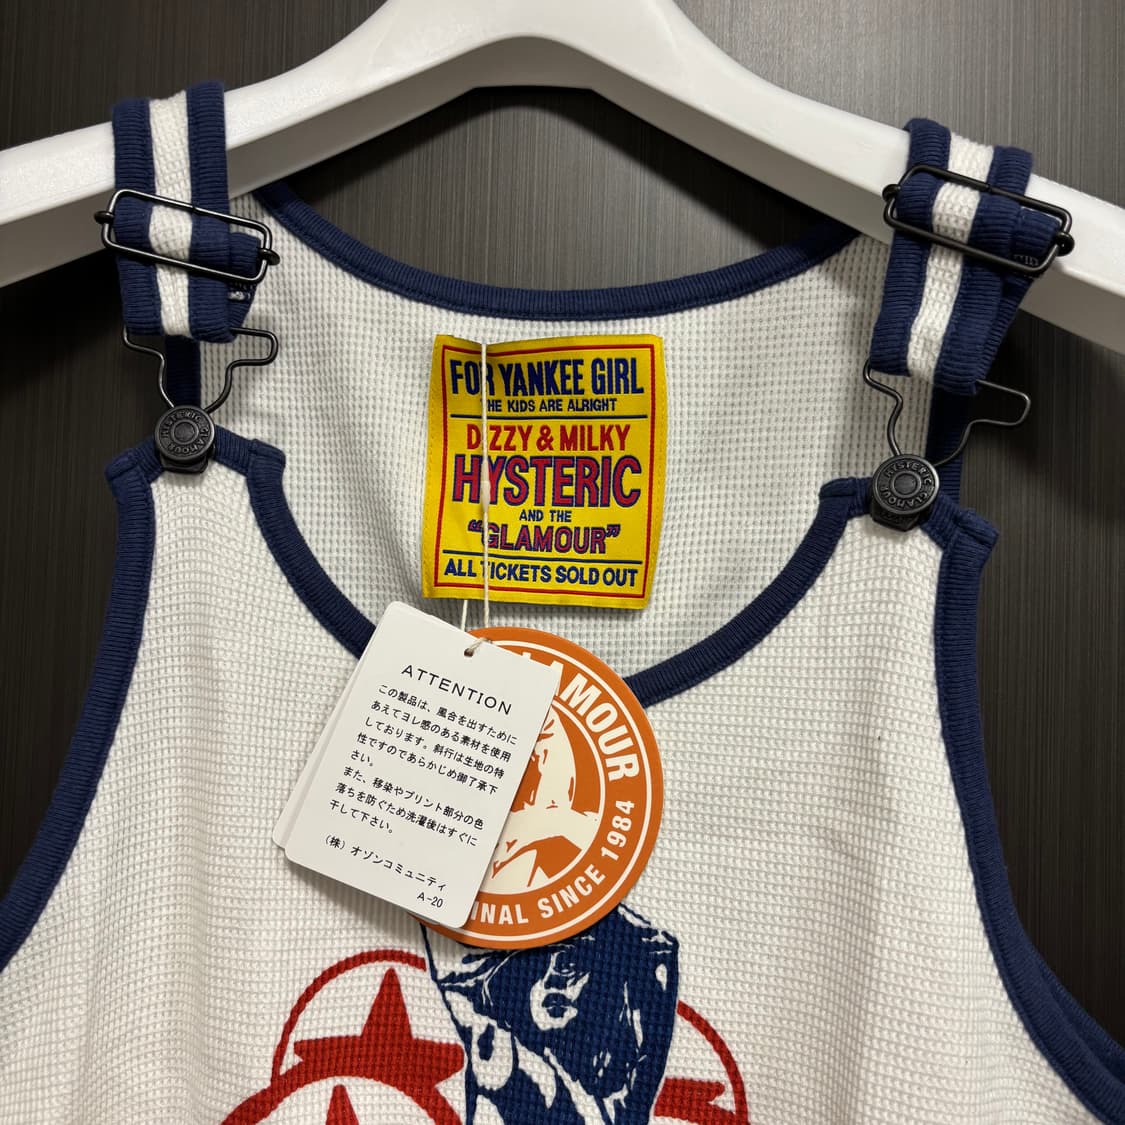 FOR YANKEE GIRL
THE KIDS ARE ALRIGHT
DIZZY & MILKY
HYSTERIC
AND THE
“GLAMOUR”
ALL TICKETS SOLD OUT
HYSTERIC GLAMOUR
HYSTERIC GLAMOUR
ATTENTION
この製品は、風合を出すために
あえてヨレ感のある素材を使用
しております。斜行は生地の特
性ですのであらかじめ御了承下
さい。
また、移染やプリント部分の色
落ちを防ぐため洗濯後はすぐに
干して下さい。
(株)オゾンコミュニティ
A-20
LAMOUR
INAL SINCE 1984